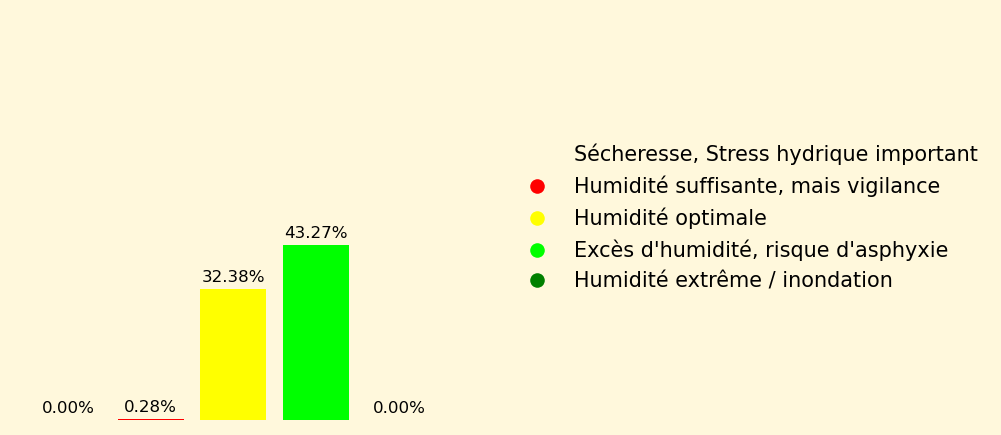 Sécheresse, Stress hydrique important
Humidité suffisante, mais vigilance
Humidité optimale
Excès d'humidité, risque d'asphyxie
Humidité extrême / inondation
43.27%
32.38%
0.00%
0.28%
0.00%